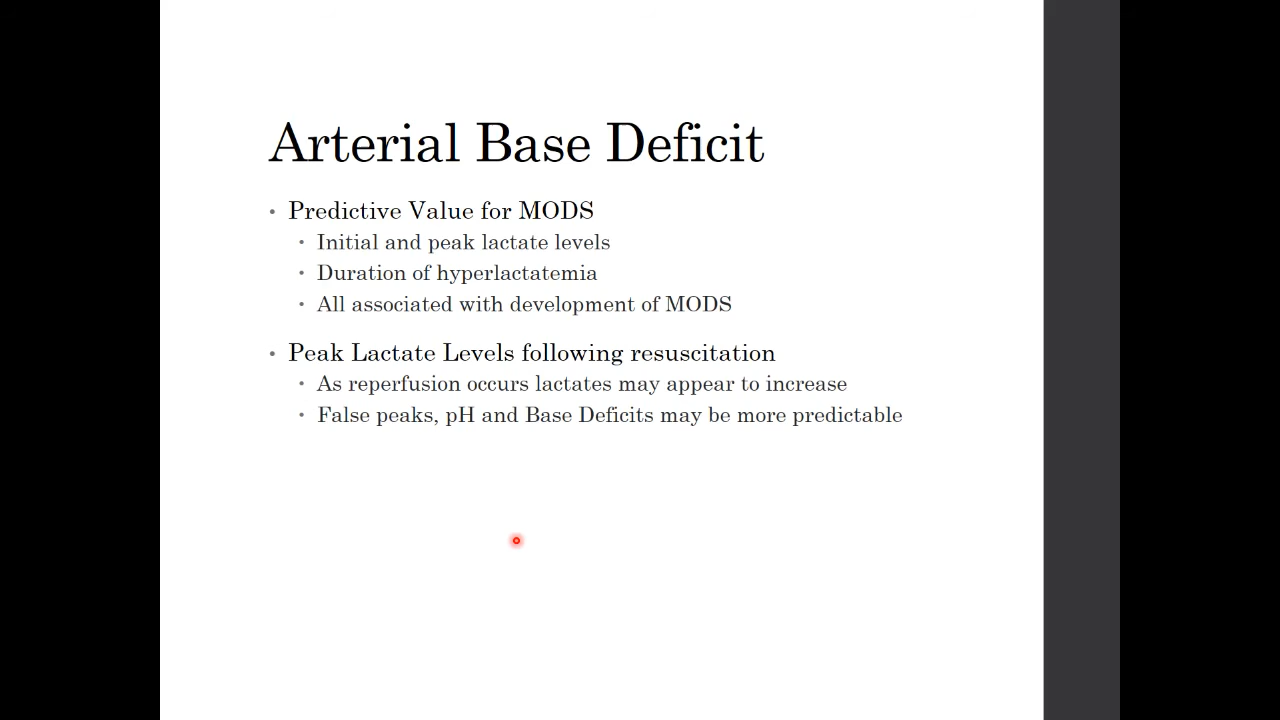 Arterial Base Deficit
• Predictive Value for MODS
• Initial and peak lactate levels
• Duration of hyperlactatemia
• All associated with development of MODS
• Peak Lactate Levels following resuscitation
• As reperfusion occurs lactates may appear to increase
• False peaks, pH and Base Deficits may be more predictable